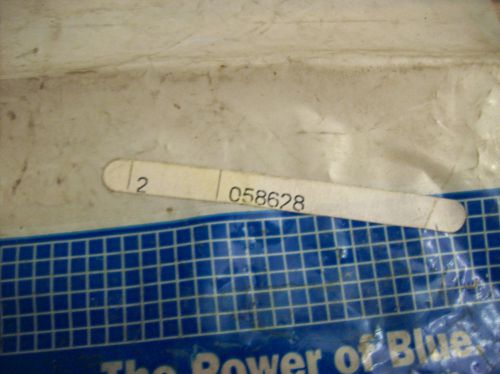 2 058628
The Power of Blue.